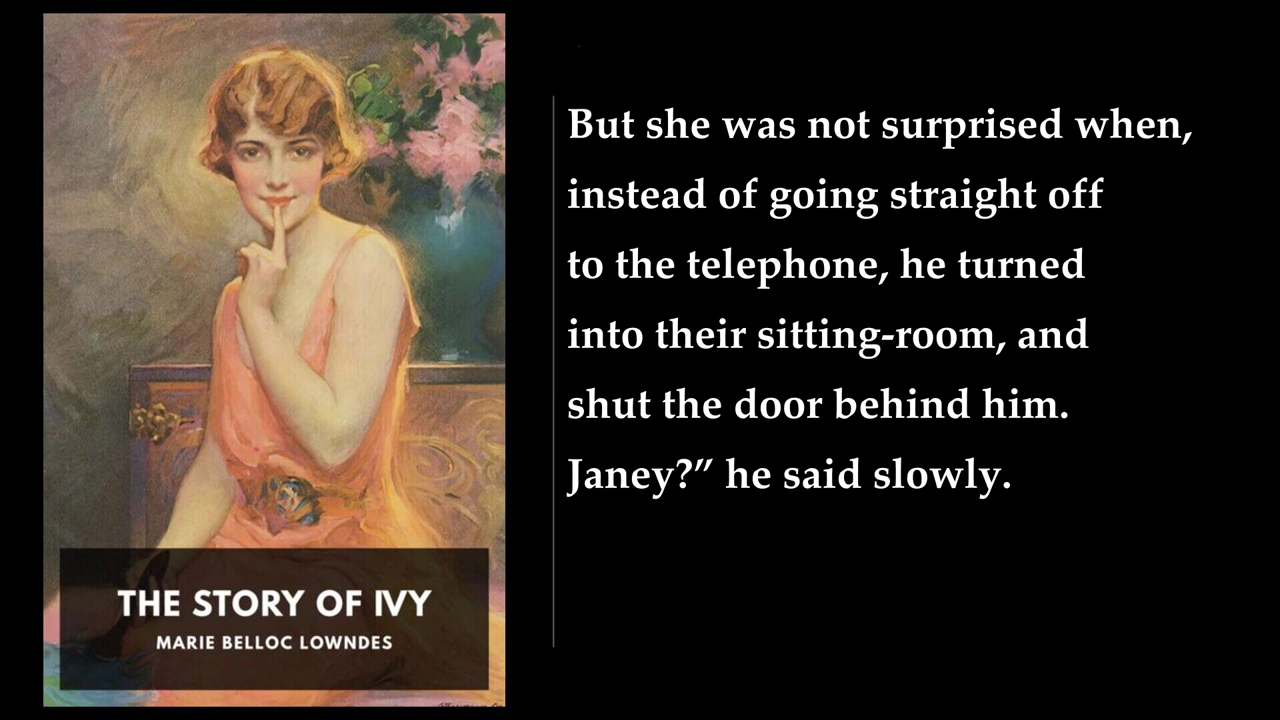 THE STORY OF IVY
MARIE BELLOC LOWNDES
But she was not surprised when,
instead of going straight off
to the telephone, he turned
into their sitting-room, and
shut the door behind him.
Janey?” he said slowly.